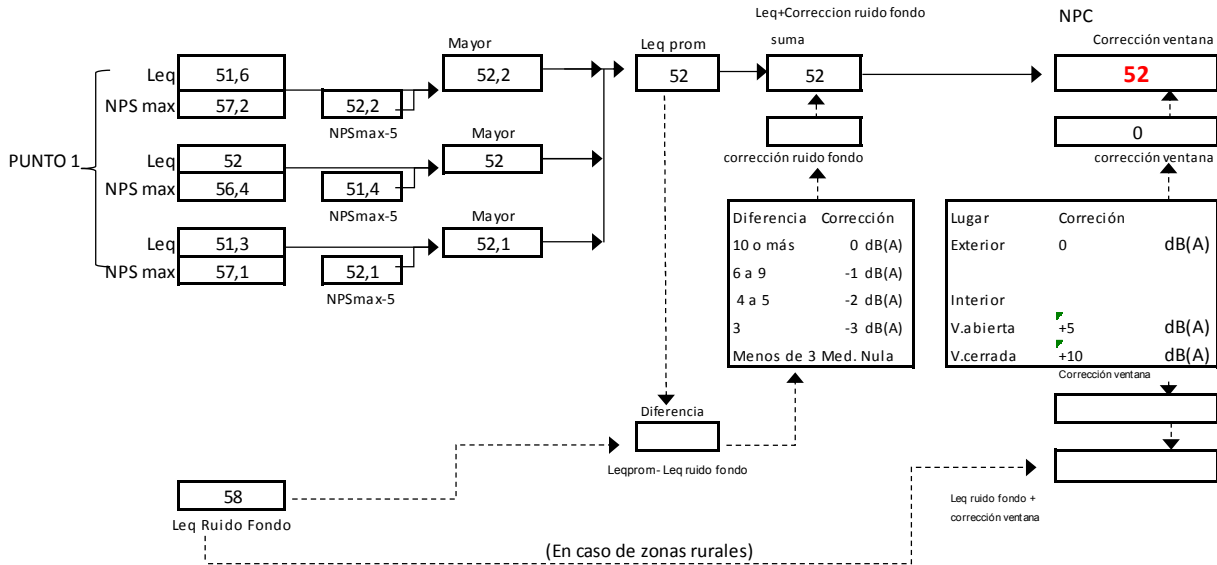 Leq+Correccion ruido fondo
NPC
Mayor
Leq prom
suma
Corrección ventana
Leq 51,6
52,2
52
52
52
NPS max 57,2
52,2
NPSmax-5
0
PUNTO 1
Mayor
corrección ruido fondo
corrección ventana
Leq 52
52
NPS max 56,4
51,4
NPSmax-5
Mayor
Leq 51,3
52,1
NPS max 57,1
52,1
NPSmax-5
Diferencia Corrección
10 o más 0 dB(A)
6 a 9 -1 dB(A)
4 a 5 -2 dB(A)
3 -3 dB(A)
Menos de 3 Med. Nula
Lugar Correción
Exterior 0 dB(A)
Interior
V.abierta +5 dB(A)
V.cerrada +10 dB(A)
Corrección ventana
Diferencia
Leqprom- Leq ruido fondo
58
Leq Ruido Fondo
Leq ruido fondo +
corrección ventana
(En caso de zonas rurales)